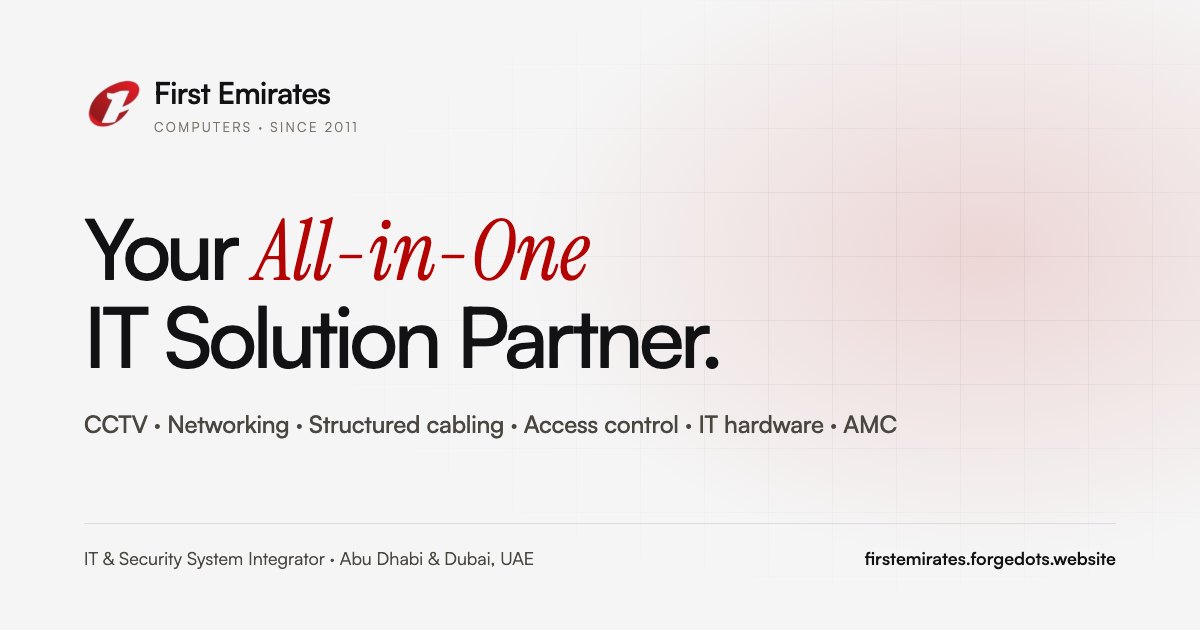 First Emirates
COMPUTERS · SINCE 2011
Your All-in-One
IT Solution Partner.
CCTV · Networking · Structured cabling · Access control · IT hardware · AMC
IT & Security System Integrator · Abu Dhabi & Dubai, UAE
firstemirates.forgedots.website